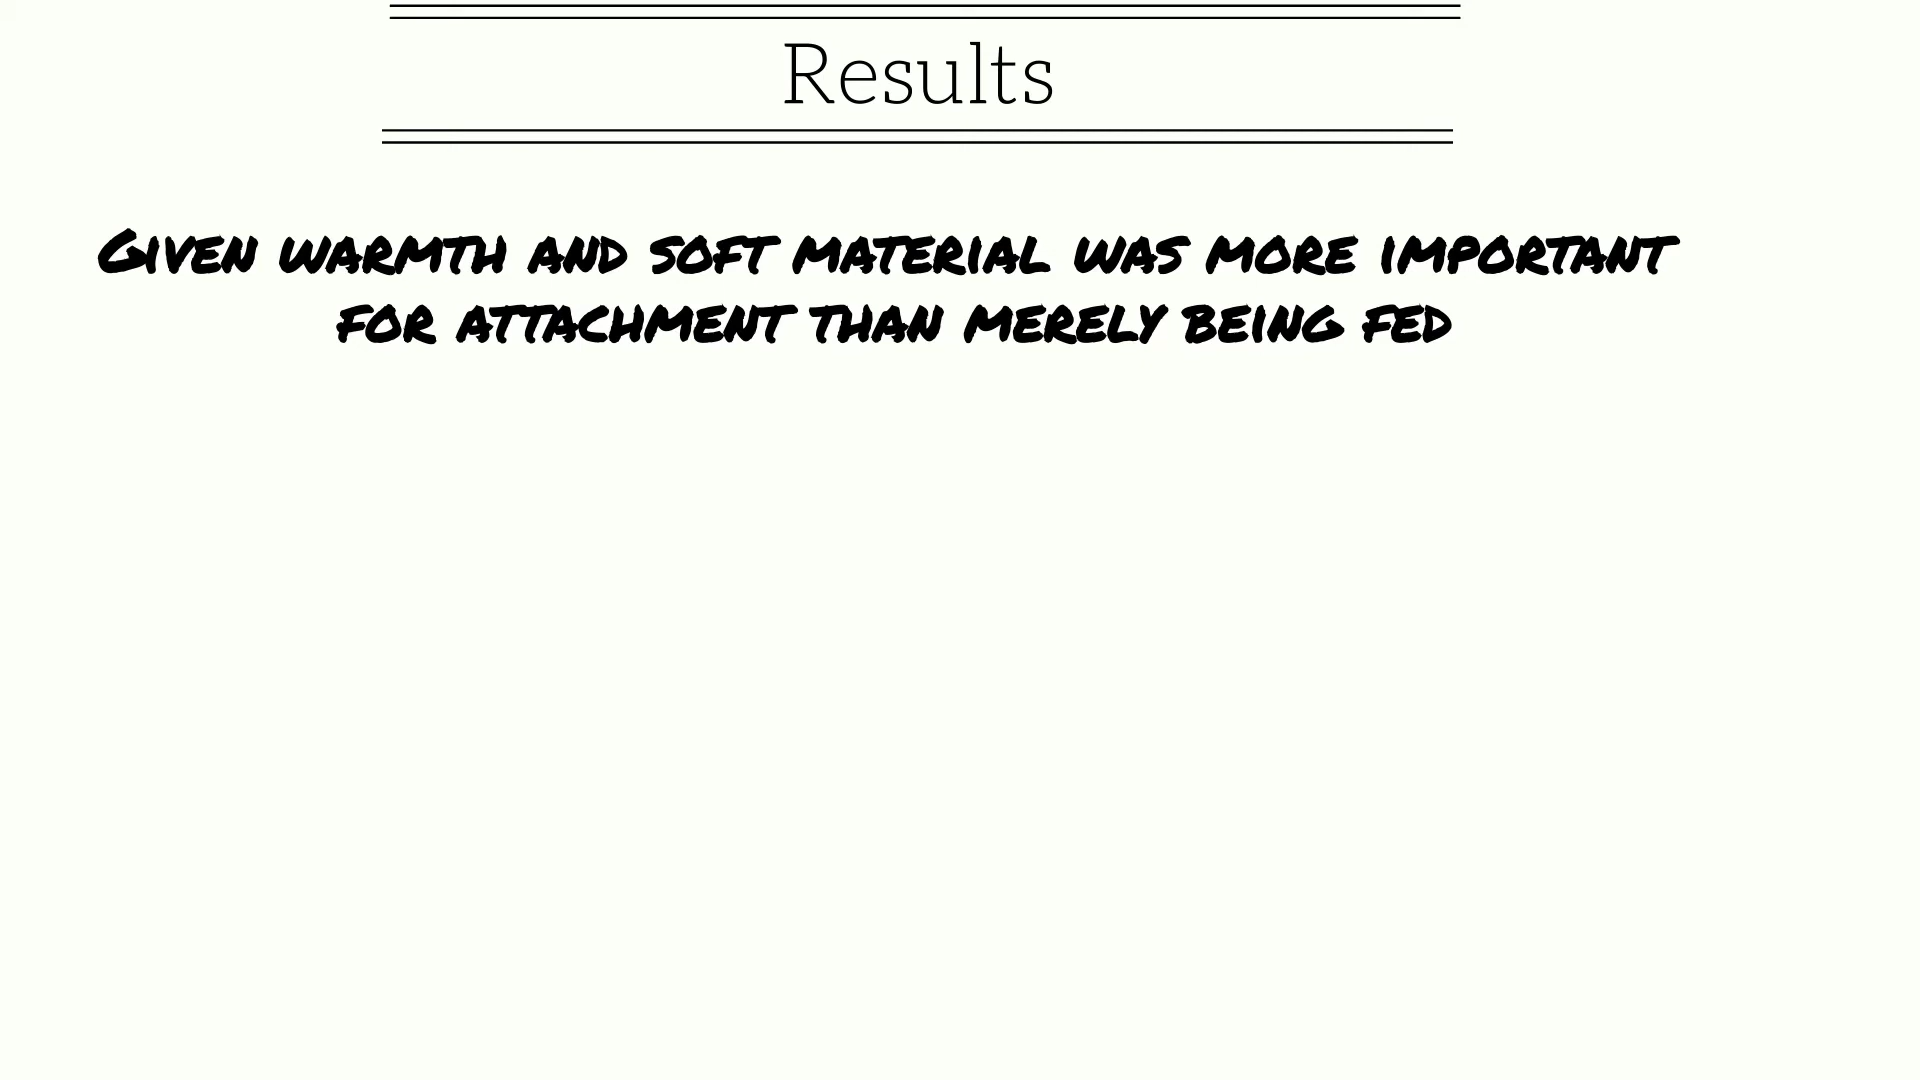 Results
Given warmth and soft material was more important
for attachment than merely being fed